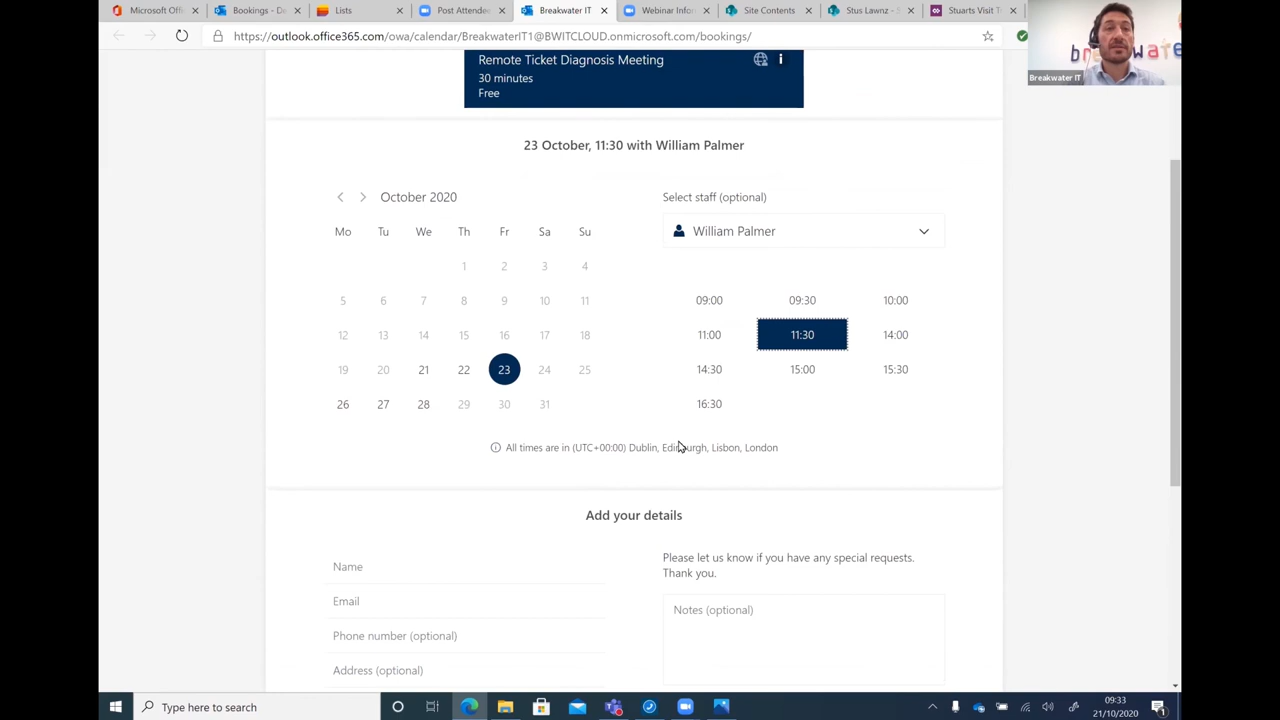 Microsoft Offi
Bookings - De
Lists
Post Attended
Breakwater IT
Webinar Infor
Site Contents
Stus Lawnz - S
Stuarts Visit T
https://outlook.office365.com/owa/calendar/BreakwaterIT1@BWITCLOUD.onmicrosoft.com/bookings/
Breakwater IT
Remote Ticket Diagnosis Meeting
30 minutes
Free
23 October, 11:30 with William Palmer
October 2020
Mo Tu We Th Fr Sa Su
1 2 3 4
5 6 7 8 9 10 11
12 13 14 15 16 17 18
19 20 21 22 23 24 25
26 27 28 29 30 31
Select staff (optional)
William Palmer
09:00 09:30 10:00
11:00 11:30 14:00
14:30 15:00 15:30
16:30
All times are in (UTC+00:00) Dublin, Edinburgh, Lisbon, London
Add your details
Name
Email
Phone number (optional)
Address (optional)
Please let us know if you have any special requests.
Thank you.
Notes (optional)
Type here to search
09:33
21/10/2020